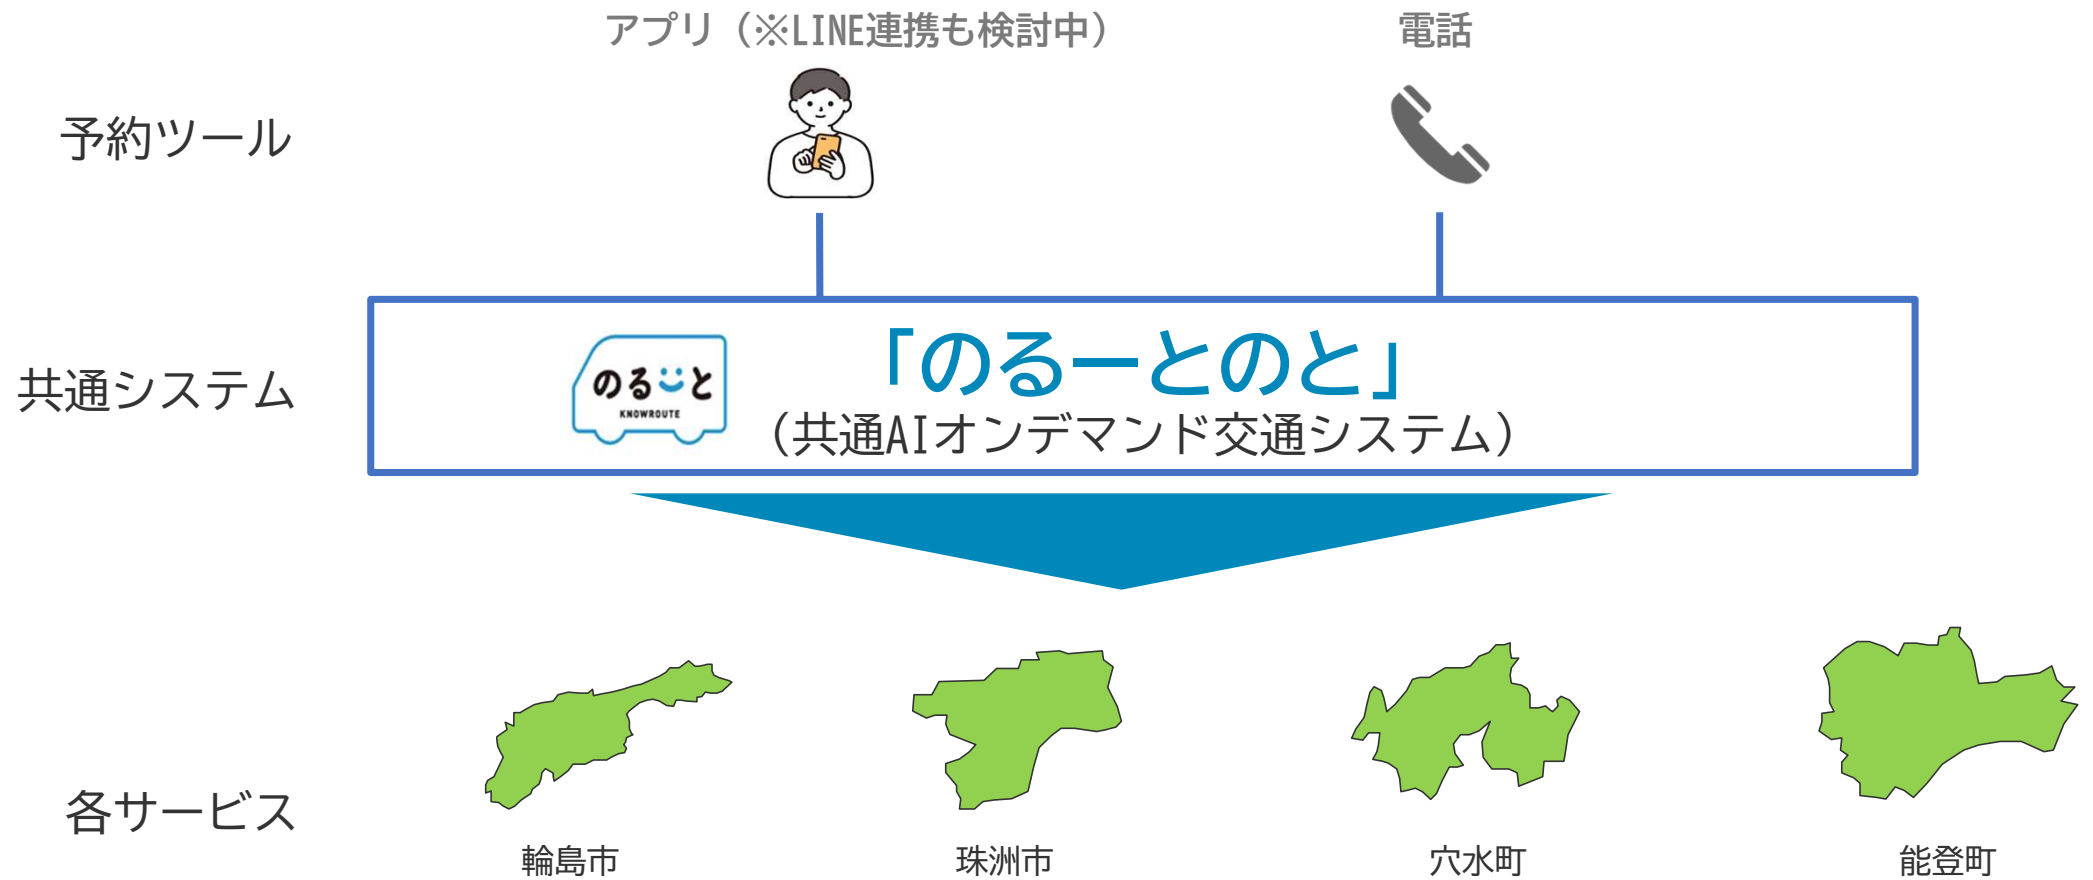 アプリ（※LINE連携も検討中）
電話
予約ツール
共通システム
のるーと
KNOWROUTE
「のるーとのと」
（共通AIオンデマンド交通システム）
各サービス
輪島市
珠洲市
穴水町
能登町